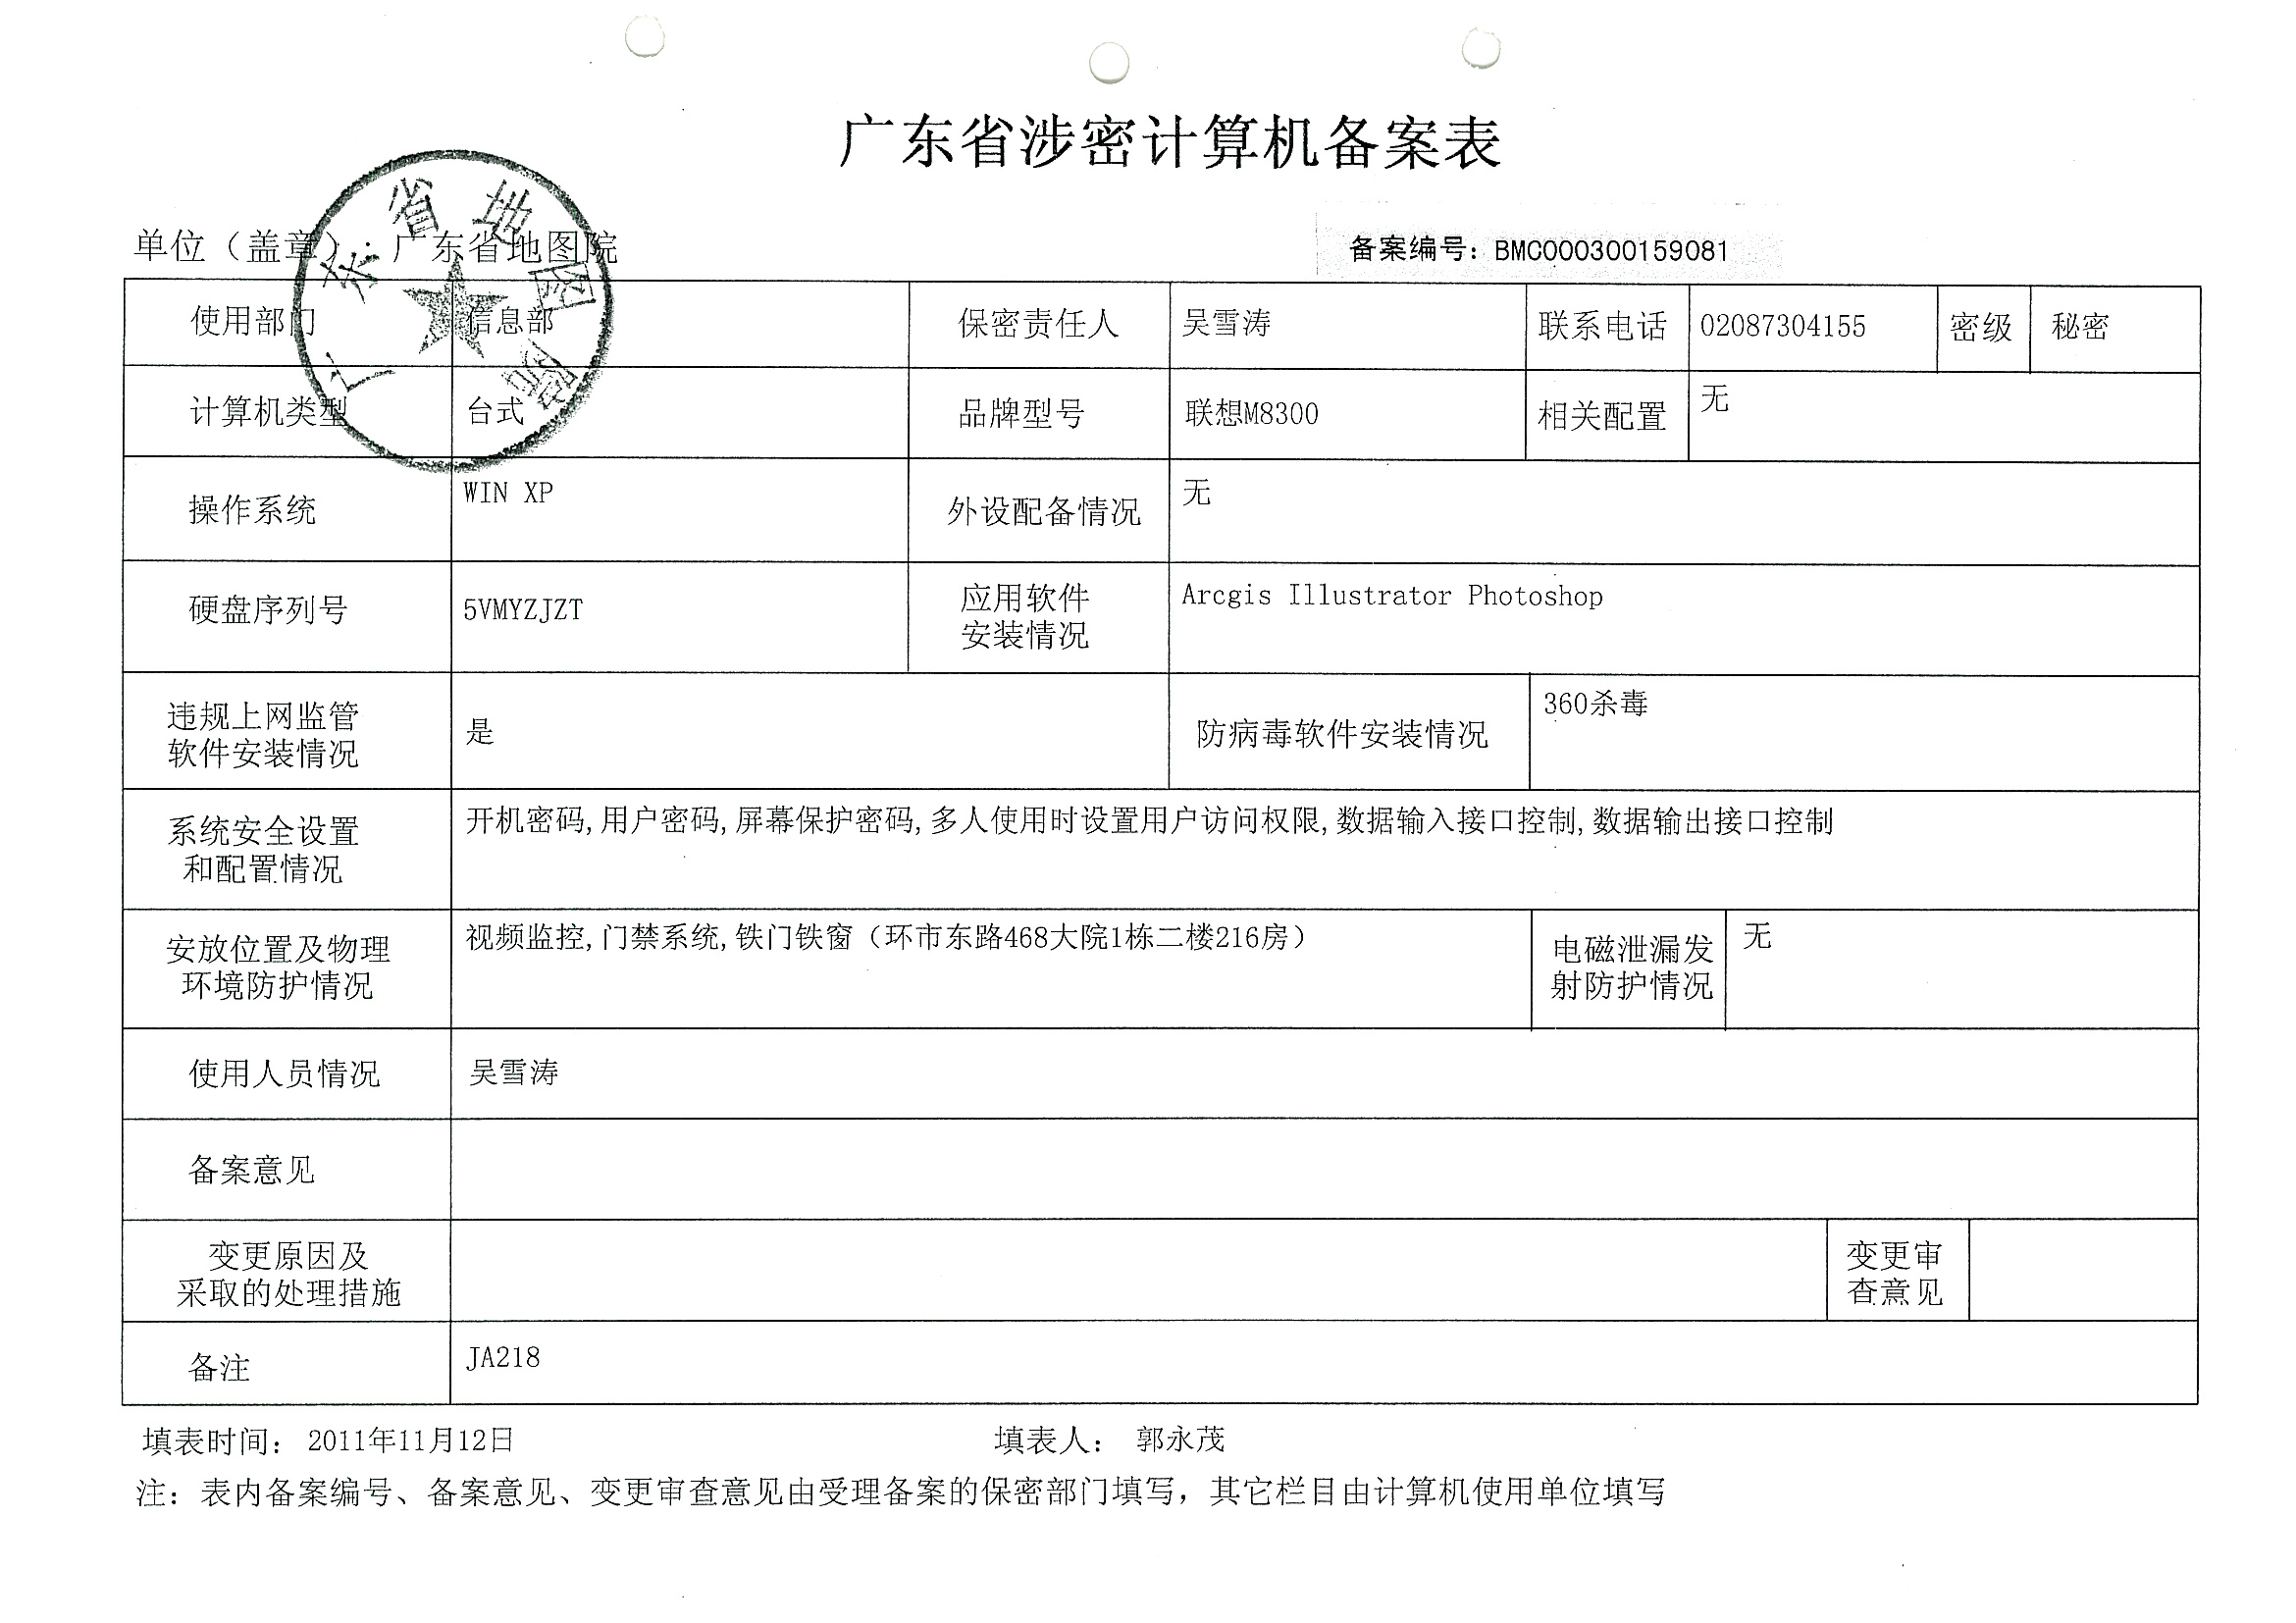 广东省涉密计算机备案表
单位（盖章）：广东省地图院
备案编号：BMC000300159081
使用部门 信息部 保密责任人 吴雪涛 联系电话 02087304155 密级 秘密
计算机类型 台式 品牌型号 联想M8300 相关配置 无
操作系统 WIN XP 外设配备情况 无
硬盘序列号 5VMYZJZT 应用软件
安装情况 Arcgis Illustrator Photoshop
违规上网监管
软件安装情况 是 防病毒软件安装情况 360杀毒
系统安全设置
和配置情况 开机密码,用户密码,屏幕保护密码,多人使用时设置用户访问权限,数据输入接口控制,数据输出接口控制
安放位置及物理
环境防护情况 视频监控,门禁系统,铁门铁窗（环市东路468大院1栋二楼216房） 电磁泄漏发
射防护情况 无
使用人员情况 吴雪涛
备案意见
变更原因及
采取的处理措施 变更审
查意见
备注 JA218
填表时间： 2011年11月12日 填表人： 郭永茂
注：表内备案编号、备案意见、变更审查意见由受理备案的保密部门填写，其它栏目由计算机使用单位填写
广东省地图院